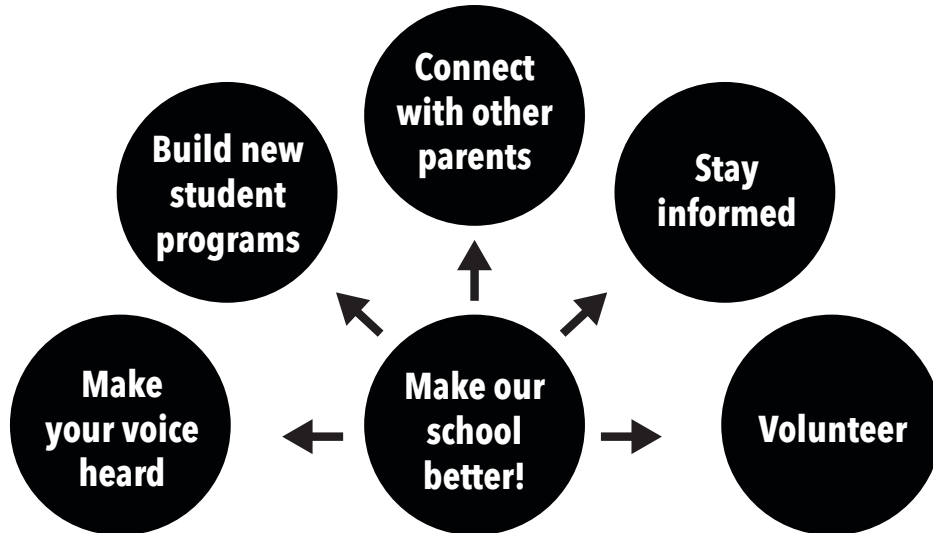 Connect
with other
parents
Build new
student
programs
Stay
informed
Make
your voice
heard
Make our
school
better!
Volunteer